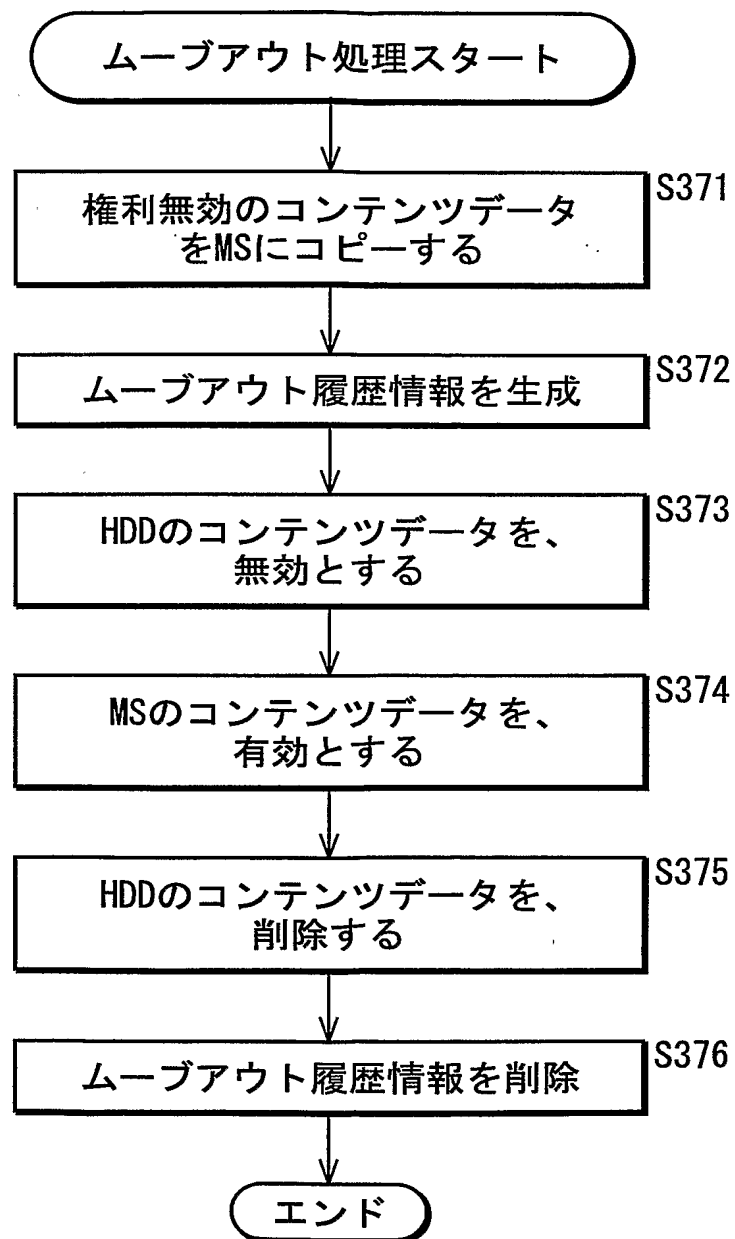 ムーブアウト処理スタート
S371
権利無効のコンテンツデータ
をMSにコピーする
S372
ムーブアウト履歴情報を生成
S373
HDDのコンテンツデータを、
無効とする
S374
MSのコンテンツデータを、
有効とする
S375
HDDのコンテンツデータを、
削除する
S376
ムーブアウト履歴情報を削除
エンド